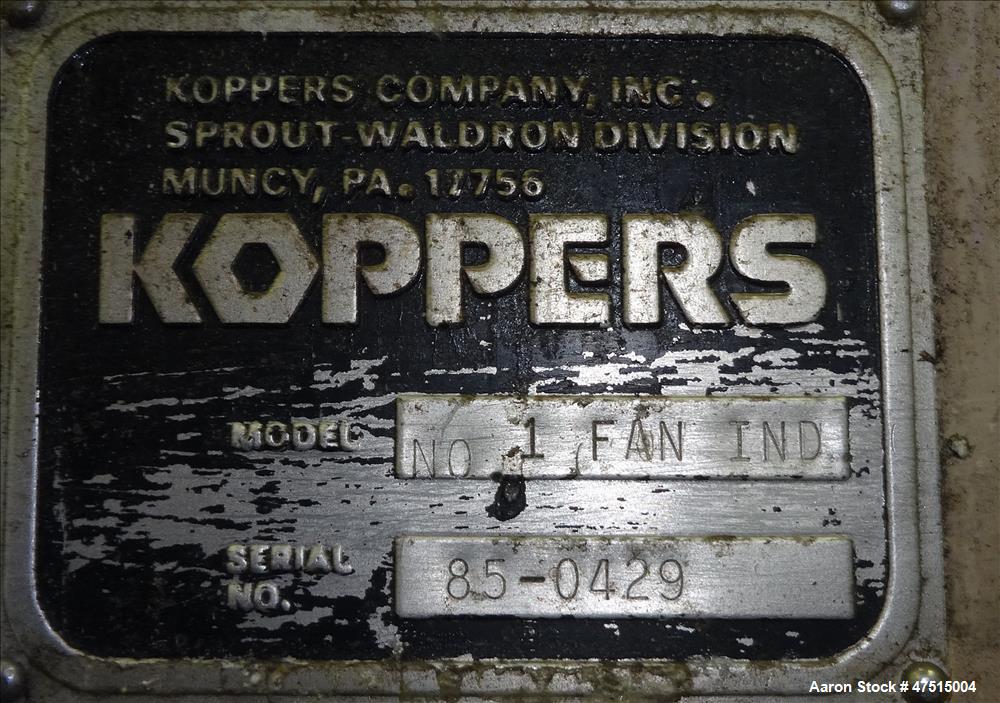 KOPPERS COMPANY, INC.
SPROUT-WALDRON DIVISION
MUNCY, PA. 17756
KOPPERS
MODEL NO. 1 FAN IND
SERIAL
NO. 85-0429
Aaron Stock # 47515004